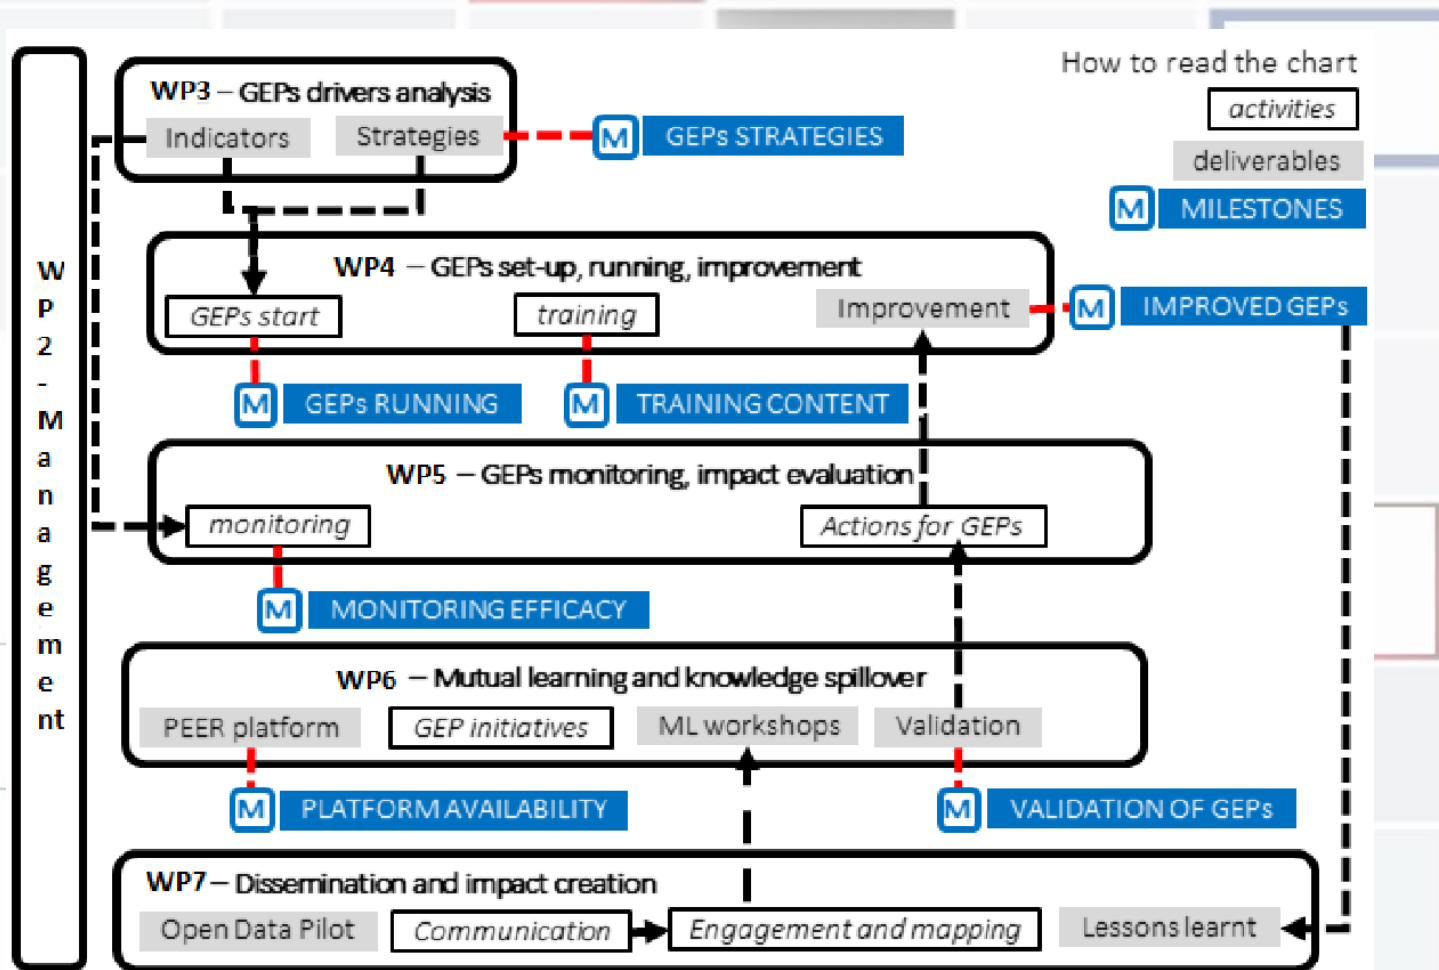 How to read the chart
activities
deliverables
M MILESTONES
WP2-Management
WP3 – GEPs drivers analysis
Indicators
Strategies
M GEPs STRATEGIES
WP4 – GEPs set-up, running, improvement
GEPs start
training
Improvement
M IMPROVED GEPs
M GEPs RUNNING
M TRAINING CONTENT
WP5 – GEPs monitoring, impact evaluation
monitoring
Actions for GEPs
M MONITORING EFFICACY
WP6 – Mutual learning and knowledge spillover
PEER platform
GEP initiatives
ML workshops
Validation
M PLATFORM AVAILABILITY
M VALIDATION OF GEPs
WP7 – Dissemination and impact creation
Open Data Pilot
Communication
Engagement and mapping
Lessons learnt